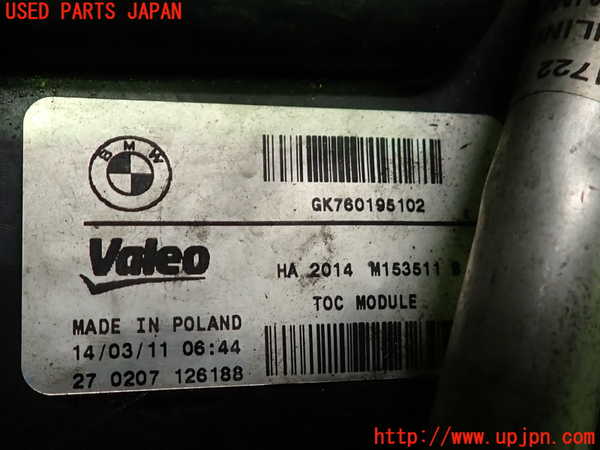 USED PARTS JAPAN
BMW
GK760195102
Valeo
HA 2014 M153511 B
TOC MODULE
MADE IN POLAND
14/03/11 06:44
27 0207 126188
1722
http://www.upjpn.com/